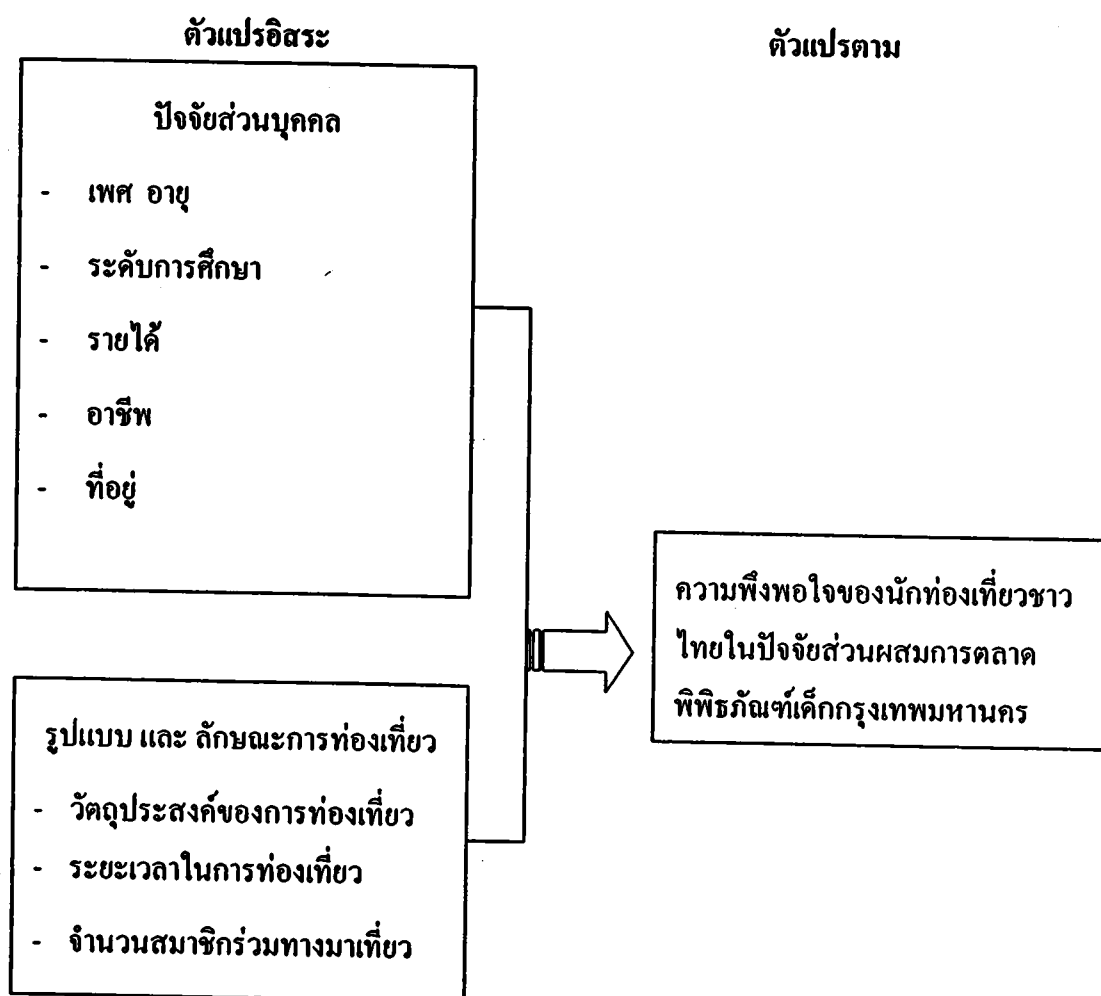 ตัวแปรอิสระ
ตัวแปรตาม
ปัจจัยส่วนบุคคล
- เพศ อายุ
- ระดับการศึกษา
- รายได้
- อาชีพ
- ที่อยู่
รูปแบบ และ ลักษณะการท่องเที่ยว
- วัตถุประสงค์ของการท่องเที่ยว
- ระยะเวลาในการท่องเที่ยว
- จำนวนสมาชิกร่วมทางมาเที่ยว
ความพึงพอใจของนักท่องเที่ยวชาว
ไทยในปัจจัยส่วนผสมการตลาด
พิพิธภัณฑ์เด็กกรุงเทพมหานคร